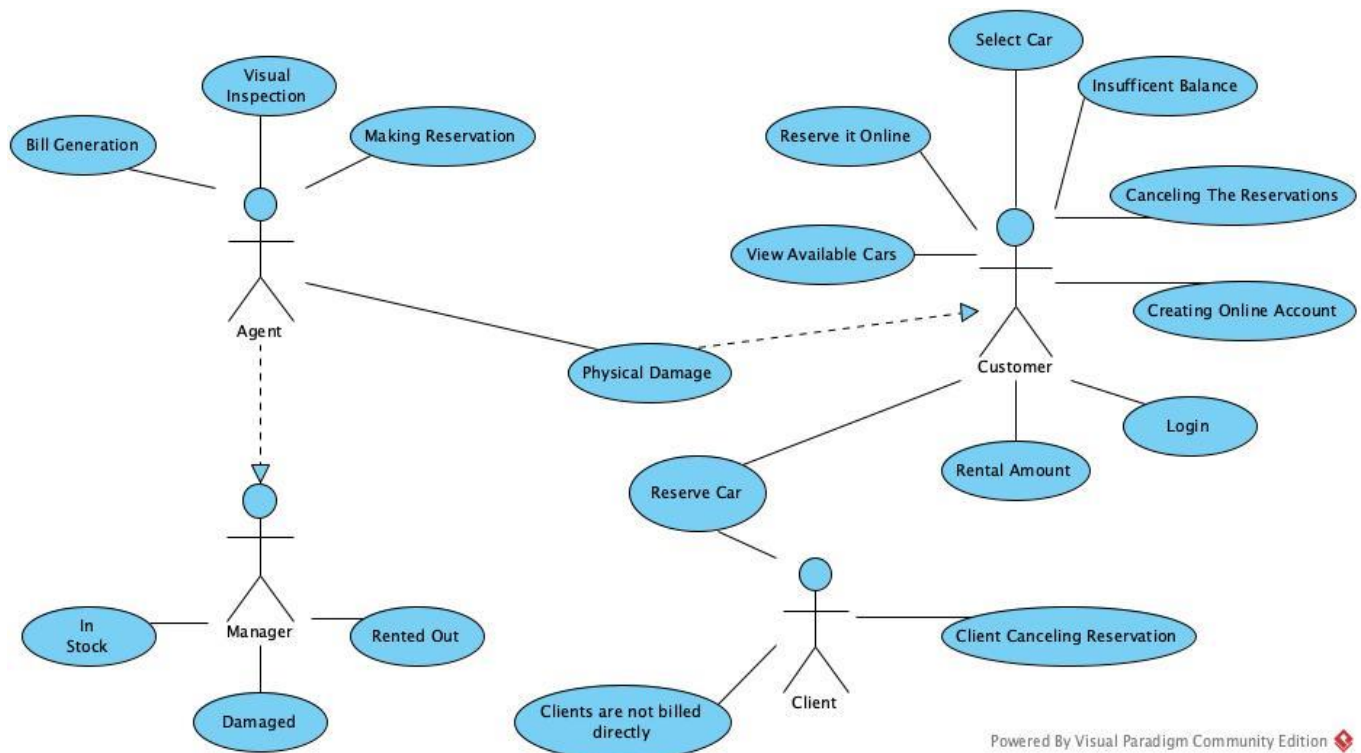 Select Car
Visual
Inspection
Insufficent Balance
Bill Generation
Making Reservation
Reserve it Online
Canceling The Reservations
View Available Cars
Creating Online Account
Agent
Physical Damage
Customer
Login
Rental Amount
Reserve Car
In
Stock
Manager
Rented Out
Client Canceling Reservation
Damaged
Clients are not billed
directly
Client
Powered By Visual Paradigm Community Edition